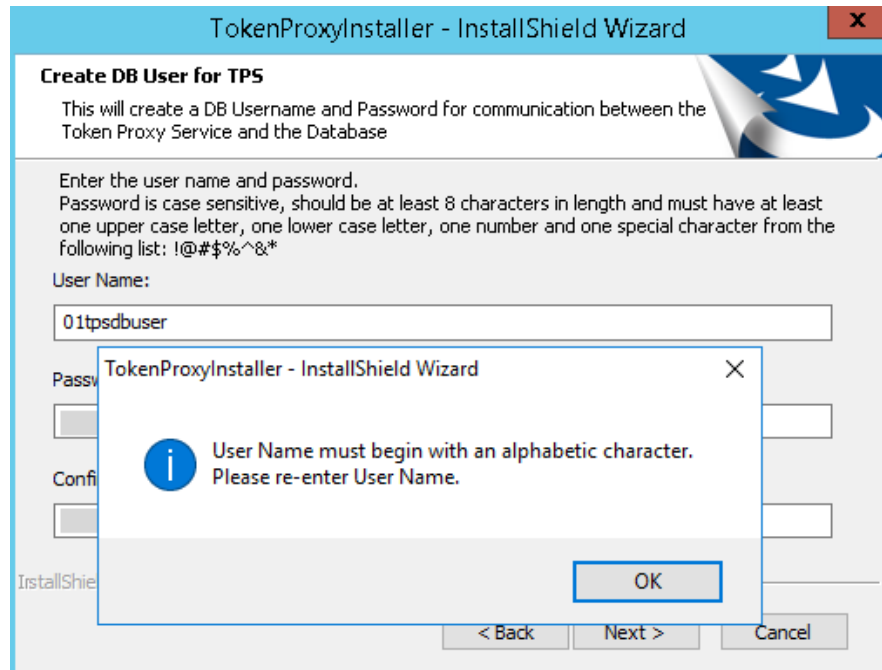 TokenProxyInstaller - InstallShield Wizard
X
Create DB User for TPS
This will create a DB Username and Password for communication between the
Token Proxy Service and the Database
Enter the user name and password.
Password is case sensitive, should be at least 8 characters in length and must have at least
one upper case letter, one lower case letter, one number and one special character from the
following list: !@#$%^&*
User Name:
01tpsdbuser
TokenProxyInstaller - InstallShield Wizard
User Name must begin with an alphabetic character.
Please re-enter User Name.
OK
< Back
Next >
Cancel